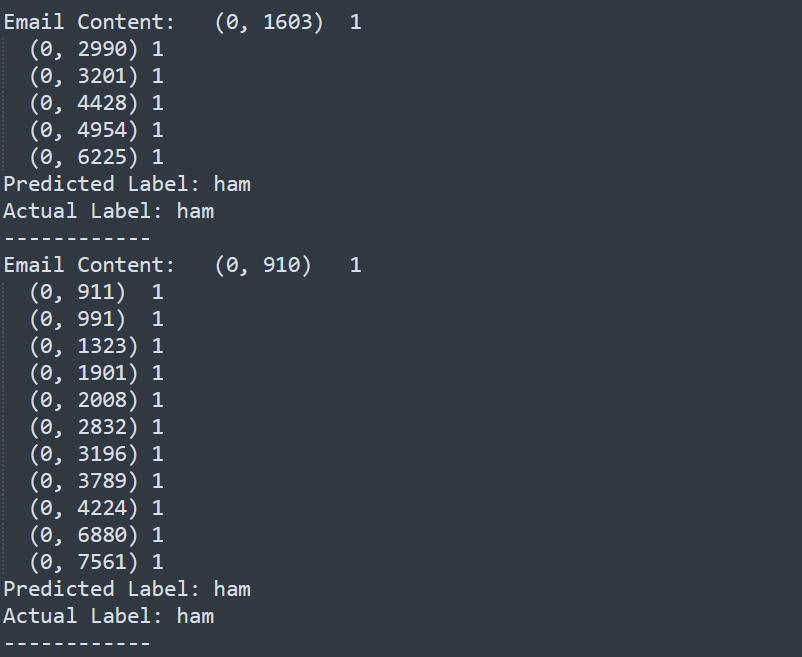 Email Content:   (0, 1603)  1
  (0, 2990) 1
  (0, 3201) 1
  (0, 4428) 1
  (0, 4954) 1
  (0, 6225) 1
Predicted Label: ham
Actual Label: ham
------------
Email Content:   (0, 910)   1
  (0, 911)  1
  (0, 991)  1
  (0, 1323) 1
  (0, 1901) 1
  (0, 2008) 1
  (0, 2832) 1
  (0, 3196) 1
  (0, 3789) 1
  (0, 4224) 1
  (0, 6880) 1
  (0, 7561) 1
Predicted Label: ham
Actual Label: ham
------------